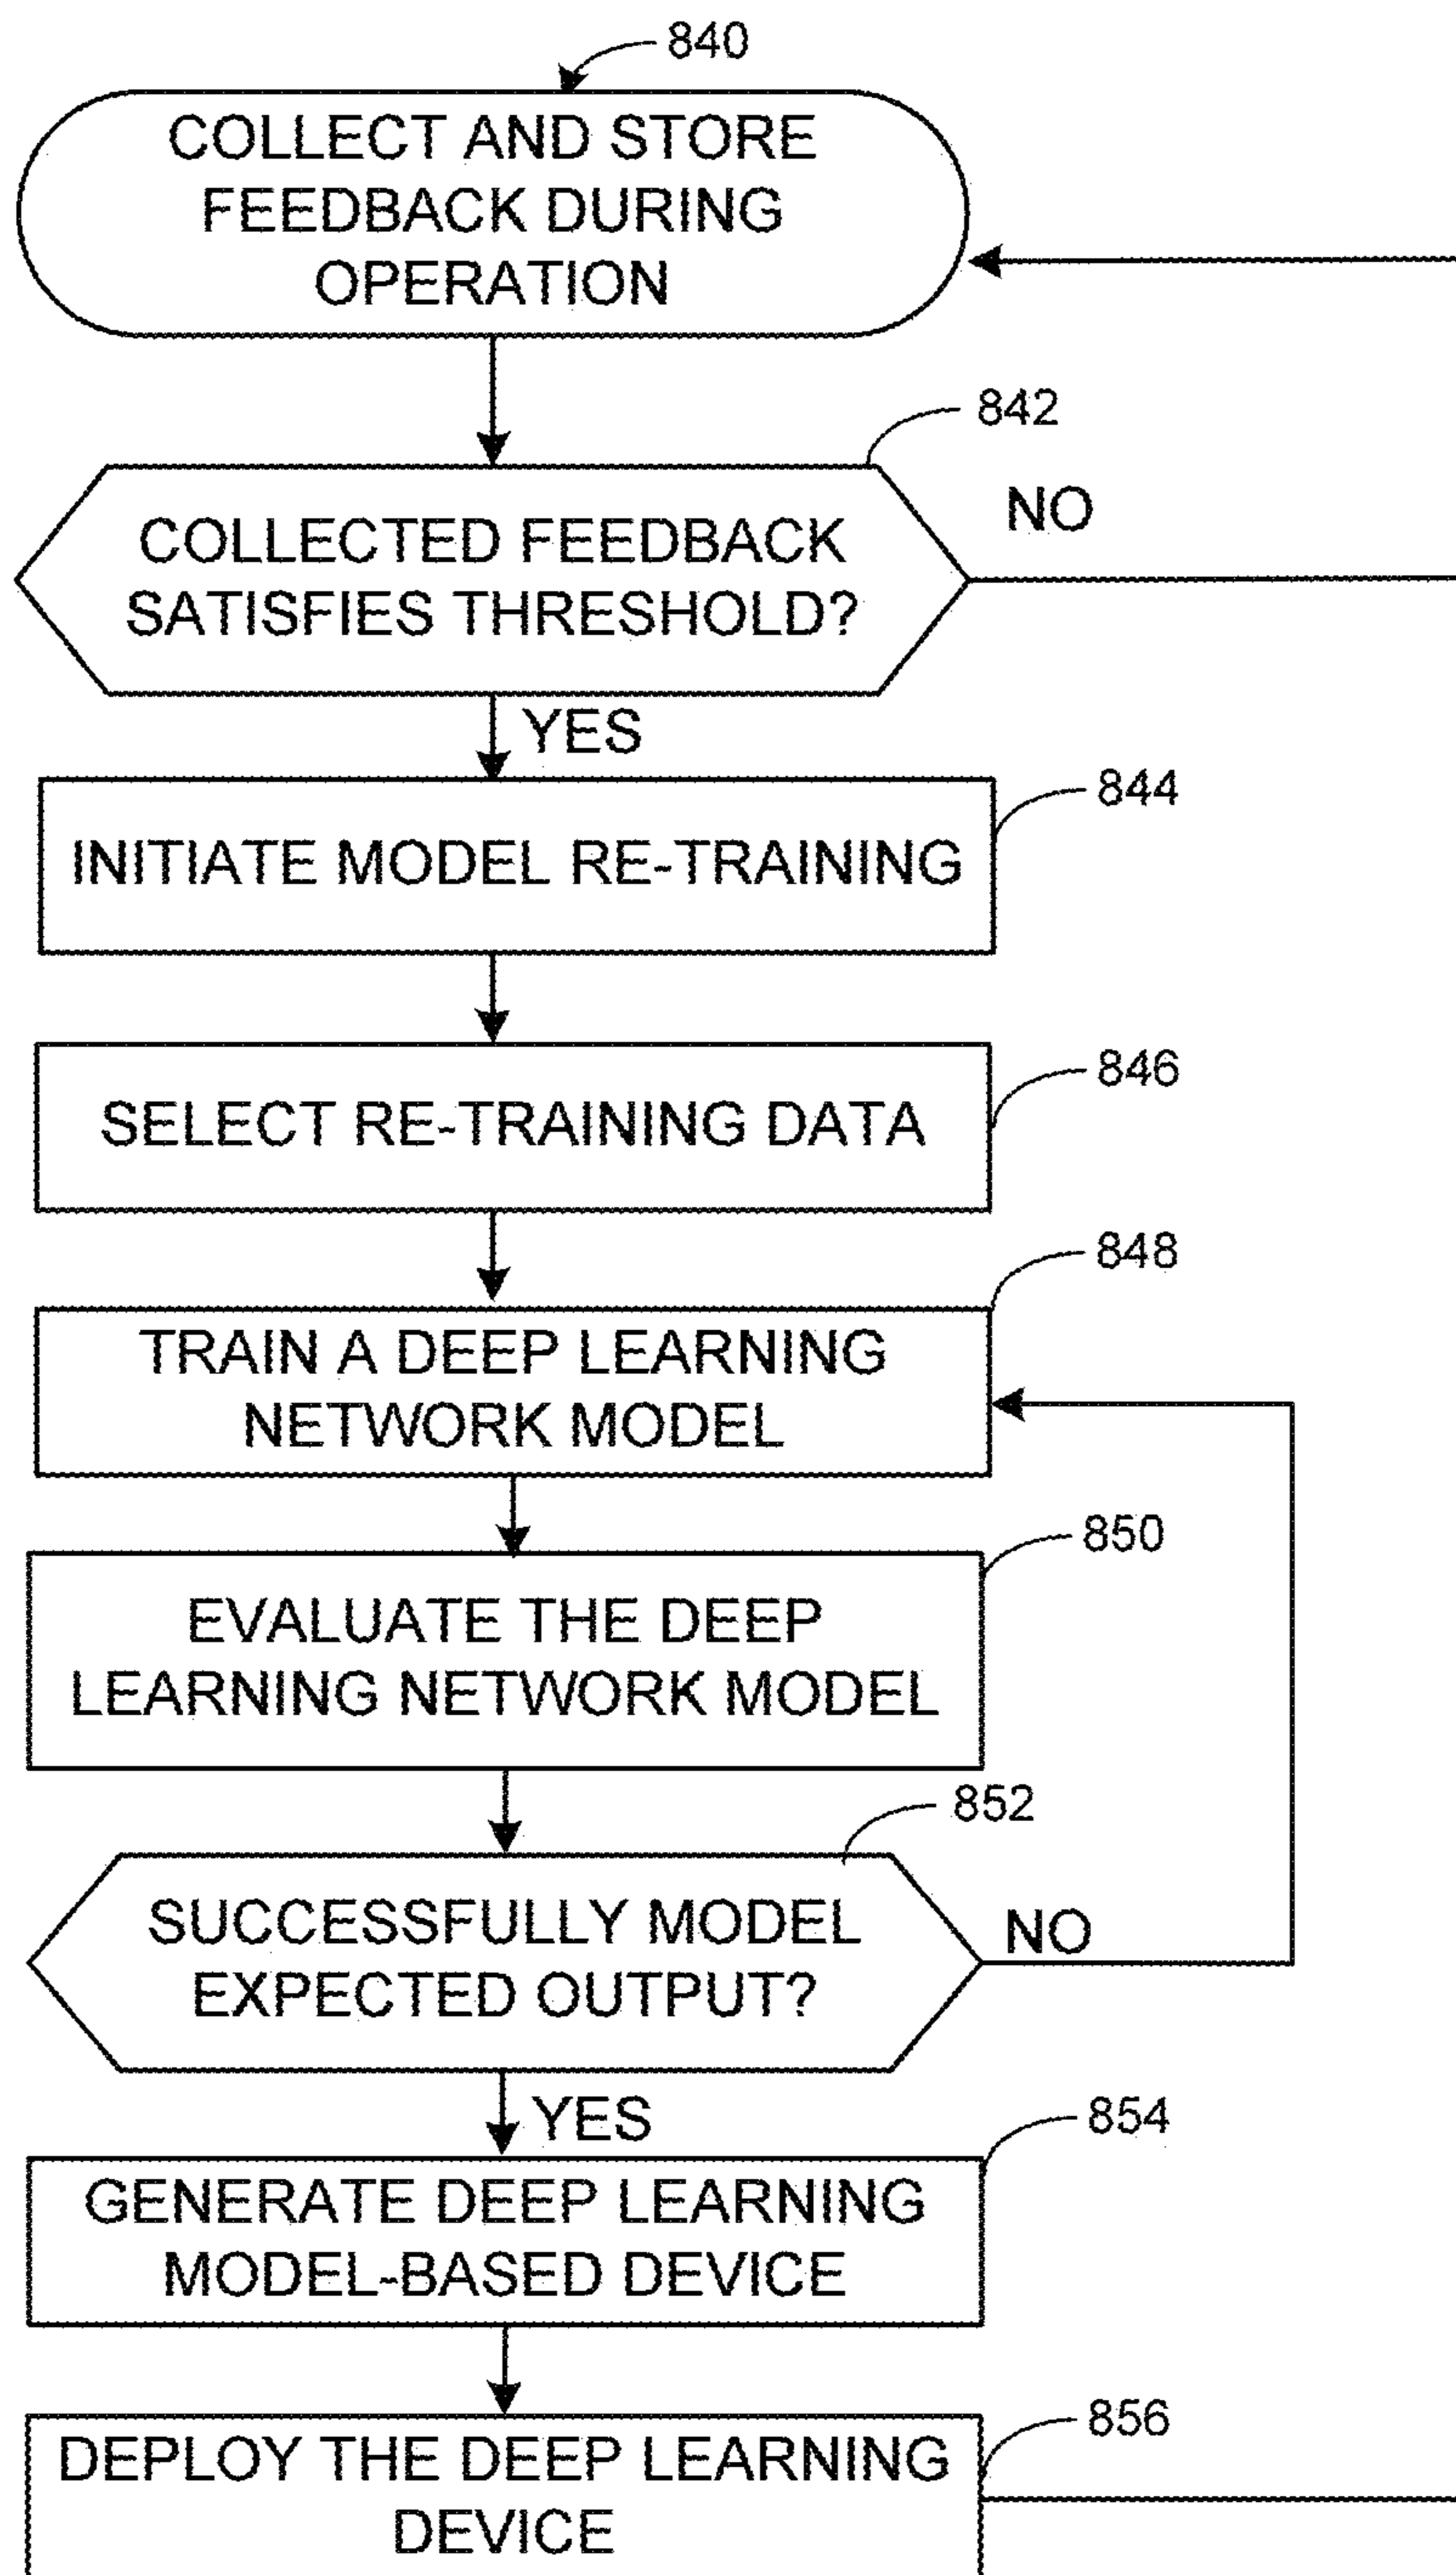 840
COLLECT AND STORE
FEEDBACK DURING
OPERATION
842
COLLECTED FEEDBACK
SATISFIES THRESHOLD?
NO
YES
844
INITIATE MODEL RE-TRAINING
846
SELECT RE-TRAINING DATA
848
TRAIN A DEEP LEARNING
NETWORK MODEL
850
EVALUATE THE DEEP
LEARNING NETWORK MODEL
852
SUCCESSFULLY MODEL
EXPECTED OUTPUT?
NO
YES
854
GENERATE DEEP LEARNING
MODEL-BASED DEVICE
856
DEPLOY THE DEEP LEARNING
DEVICE